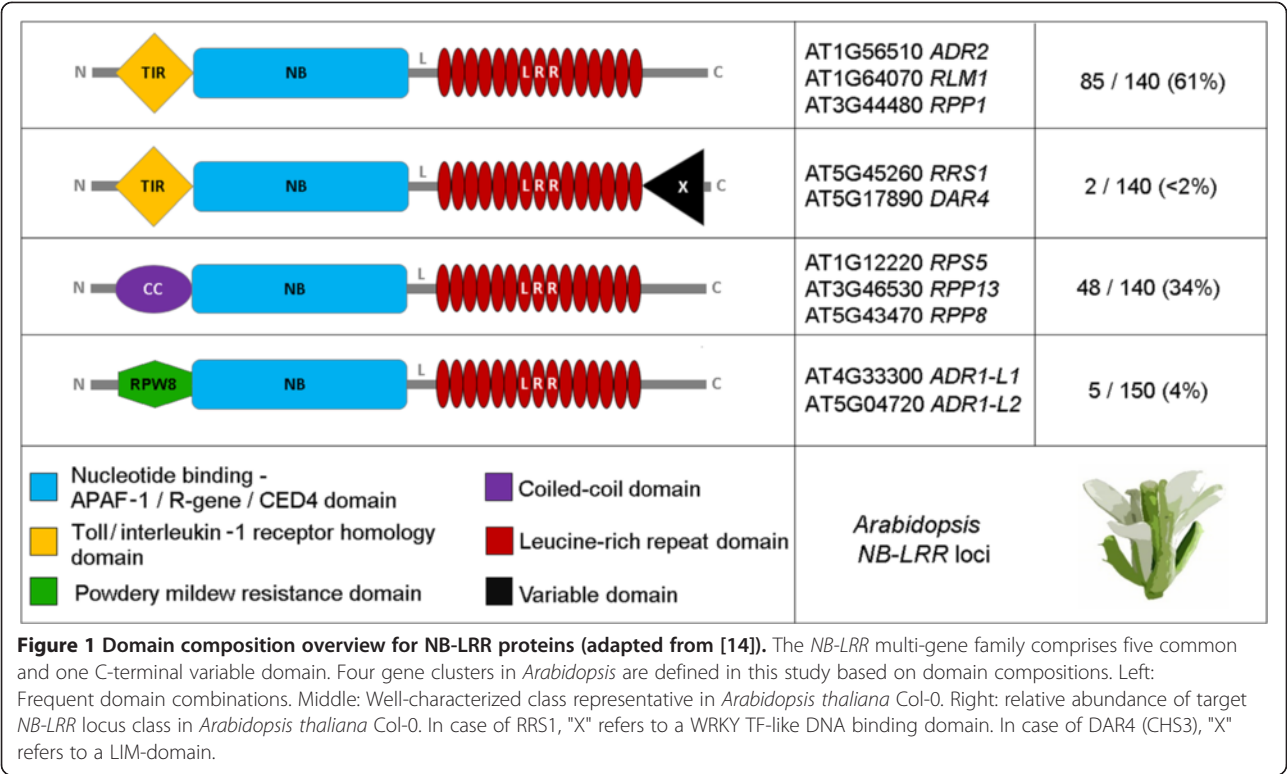 N TIR NB L LRR C
AT1G56510 ADR2
AT1G64070 RLM1
AT3G44480 RPP1
85 / 140 (61%)
N TIR NB L LRR X C
AT5G45260 RRS1
AT5G17890 DAR4
2 / 140 (<2%)
N CC NB L LRR C
AT1G12220 RPS5
AT3G46530 RPP13
AT5G43470 RPP8
48 / 140 (34%)
N RPW8 NB L LRR C
AT4G33300 ADR1-L1
AT5G04720 ADR1-L2
5 / 150 (4%)
Nucleotide binding -
APAF-1 / R-gene / CED4 domain
Toll/interleukin -1 receptor homology
domain
Powdery mildew resistance domain
Coiled-coil domain
Leucine-rich repeat domain
Variable domain
Arabidopsis
NB-LRR loci
Figure 1 Domain composition overview for NB-LRR proteins (adapted from [14]). The NB-LRR multi-gene family comprises five common
and one C-terminal variable domain. Four gene clusters in Arabidopsis are defined in this study based on domain compositions. Left:
Frequent domain combinations. Middle: Well-characterized class representative in Arabidopsis thaliana Col-0. Right: relative abundance of target
NB-LRR locus class in Arabidopsis thaliana Col-0. In case of RRS1, "X" refers to a WRKY TF-like DNA binding domain. In case of DAR4 (CHS3), "X"
refers to a LIM-domain.